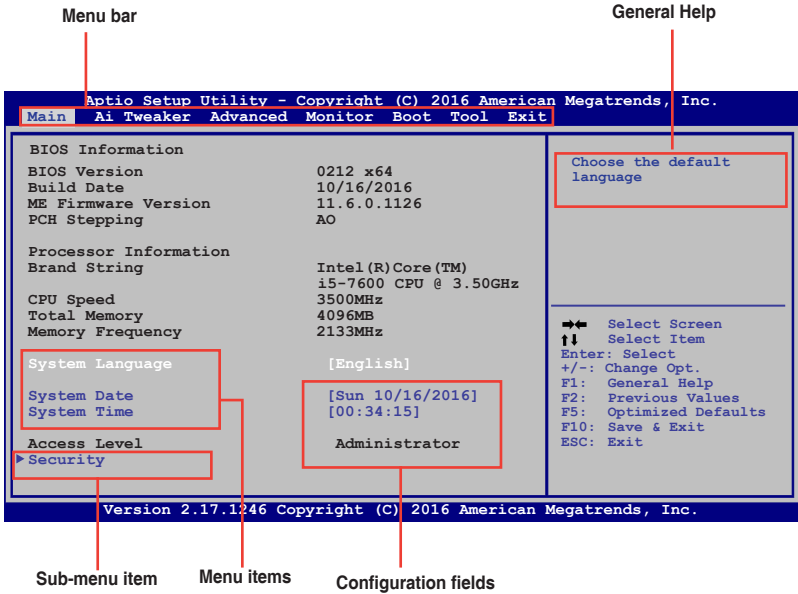 Menu bar
General Help
Aptio Setup Utility - Copyright (C) 2016 American Megatrends, Inc.
Main Ai Tweaker Advanced Monitor Boot Tool Exit
BIOS Information
BIOS Version 0212 x64
Build Date 10/16/2016
ME Firmware Version 11.6.0.1126
PCH Stepping AO
Processor Information
Brand String Intel(R)Core(TM)
i5-7600 CPU @ 3.50GHz
CPU Speed 3500MHz
Total Memory 4096MB
Memory Frequency 2133MHz
System Language [English]
System Date [Sun 10/16/2016]
System Time [00:34:15]
Access Level Administrator
Security
Choose the default
language
Select Screen
Select Item
Enter: Select
+/-: Change Opt.
F1: General Help
F2: Previous Values
F5: Optimized Defaults
F10: Save & Exit
ESC: Exit
Version 2.17.1246 Copyright (C) 2016 American Megatrends, Inc.
Sub-menu item
Menu items
Configuration fields